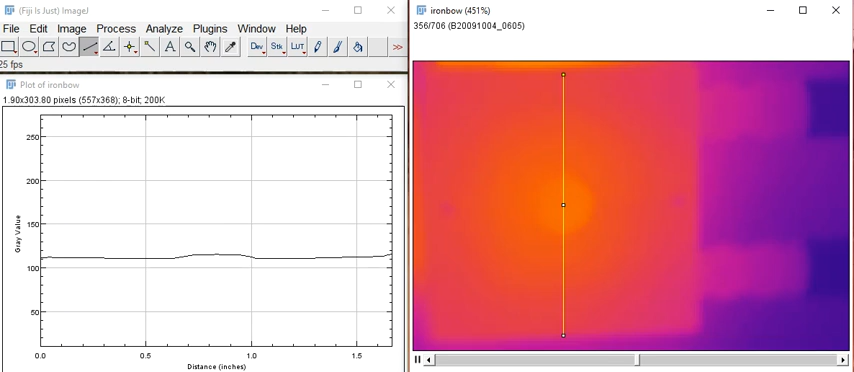 (Fiji Is Just) ImageJ
File Edit Image Process Analyze Plugins Window Help
A Dev Stk LUT >>
25 fps
Plot of ironbow
1.90x303.80 pixels (557x368); 8-bit; 200K
250
200
150
100
50
Gray Value
0.0 0.5 1.0 1.5
Distance (inches)
ironbow (451%)
356/706 (B20091004_0605)